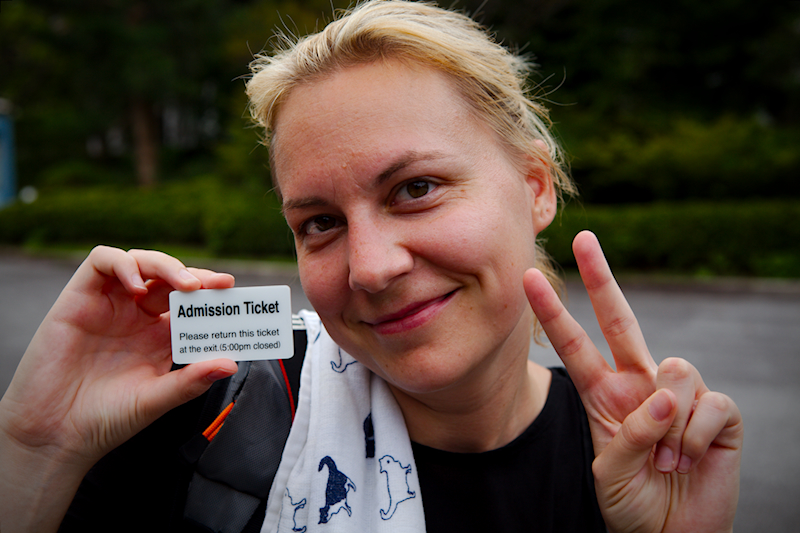 Admission Ticket
Please return this ticket
at the exit.(5:00pm closed)